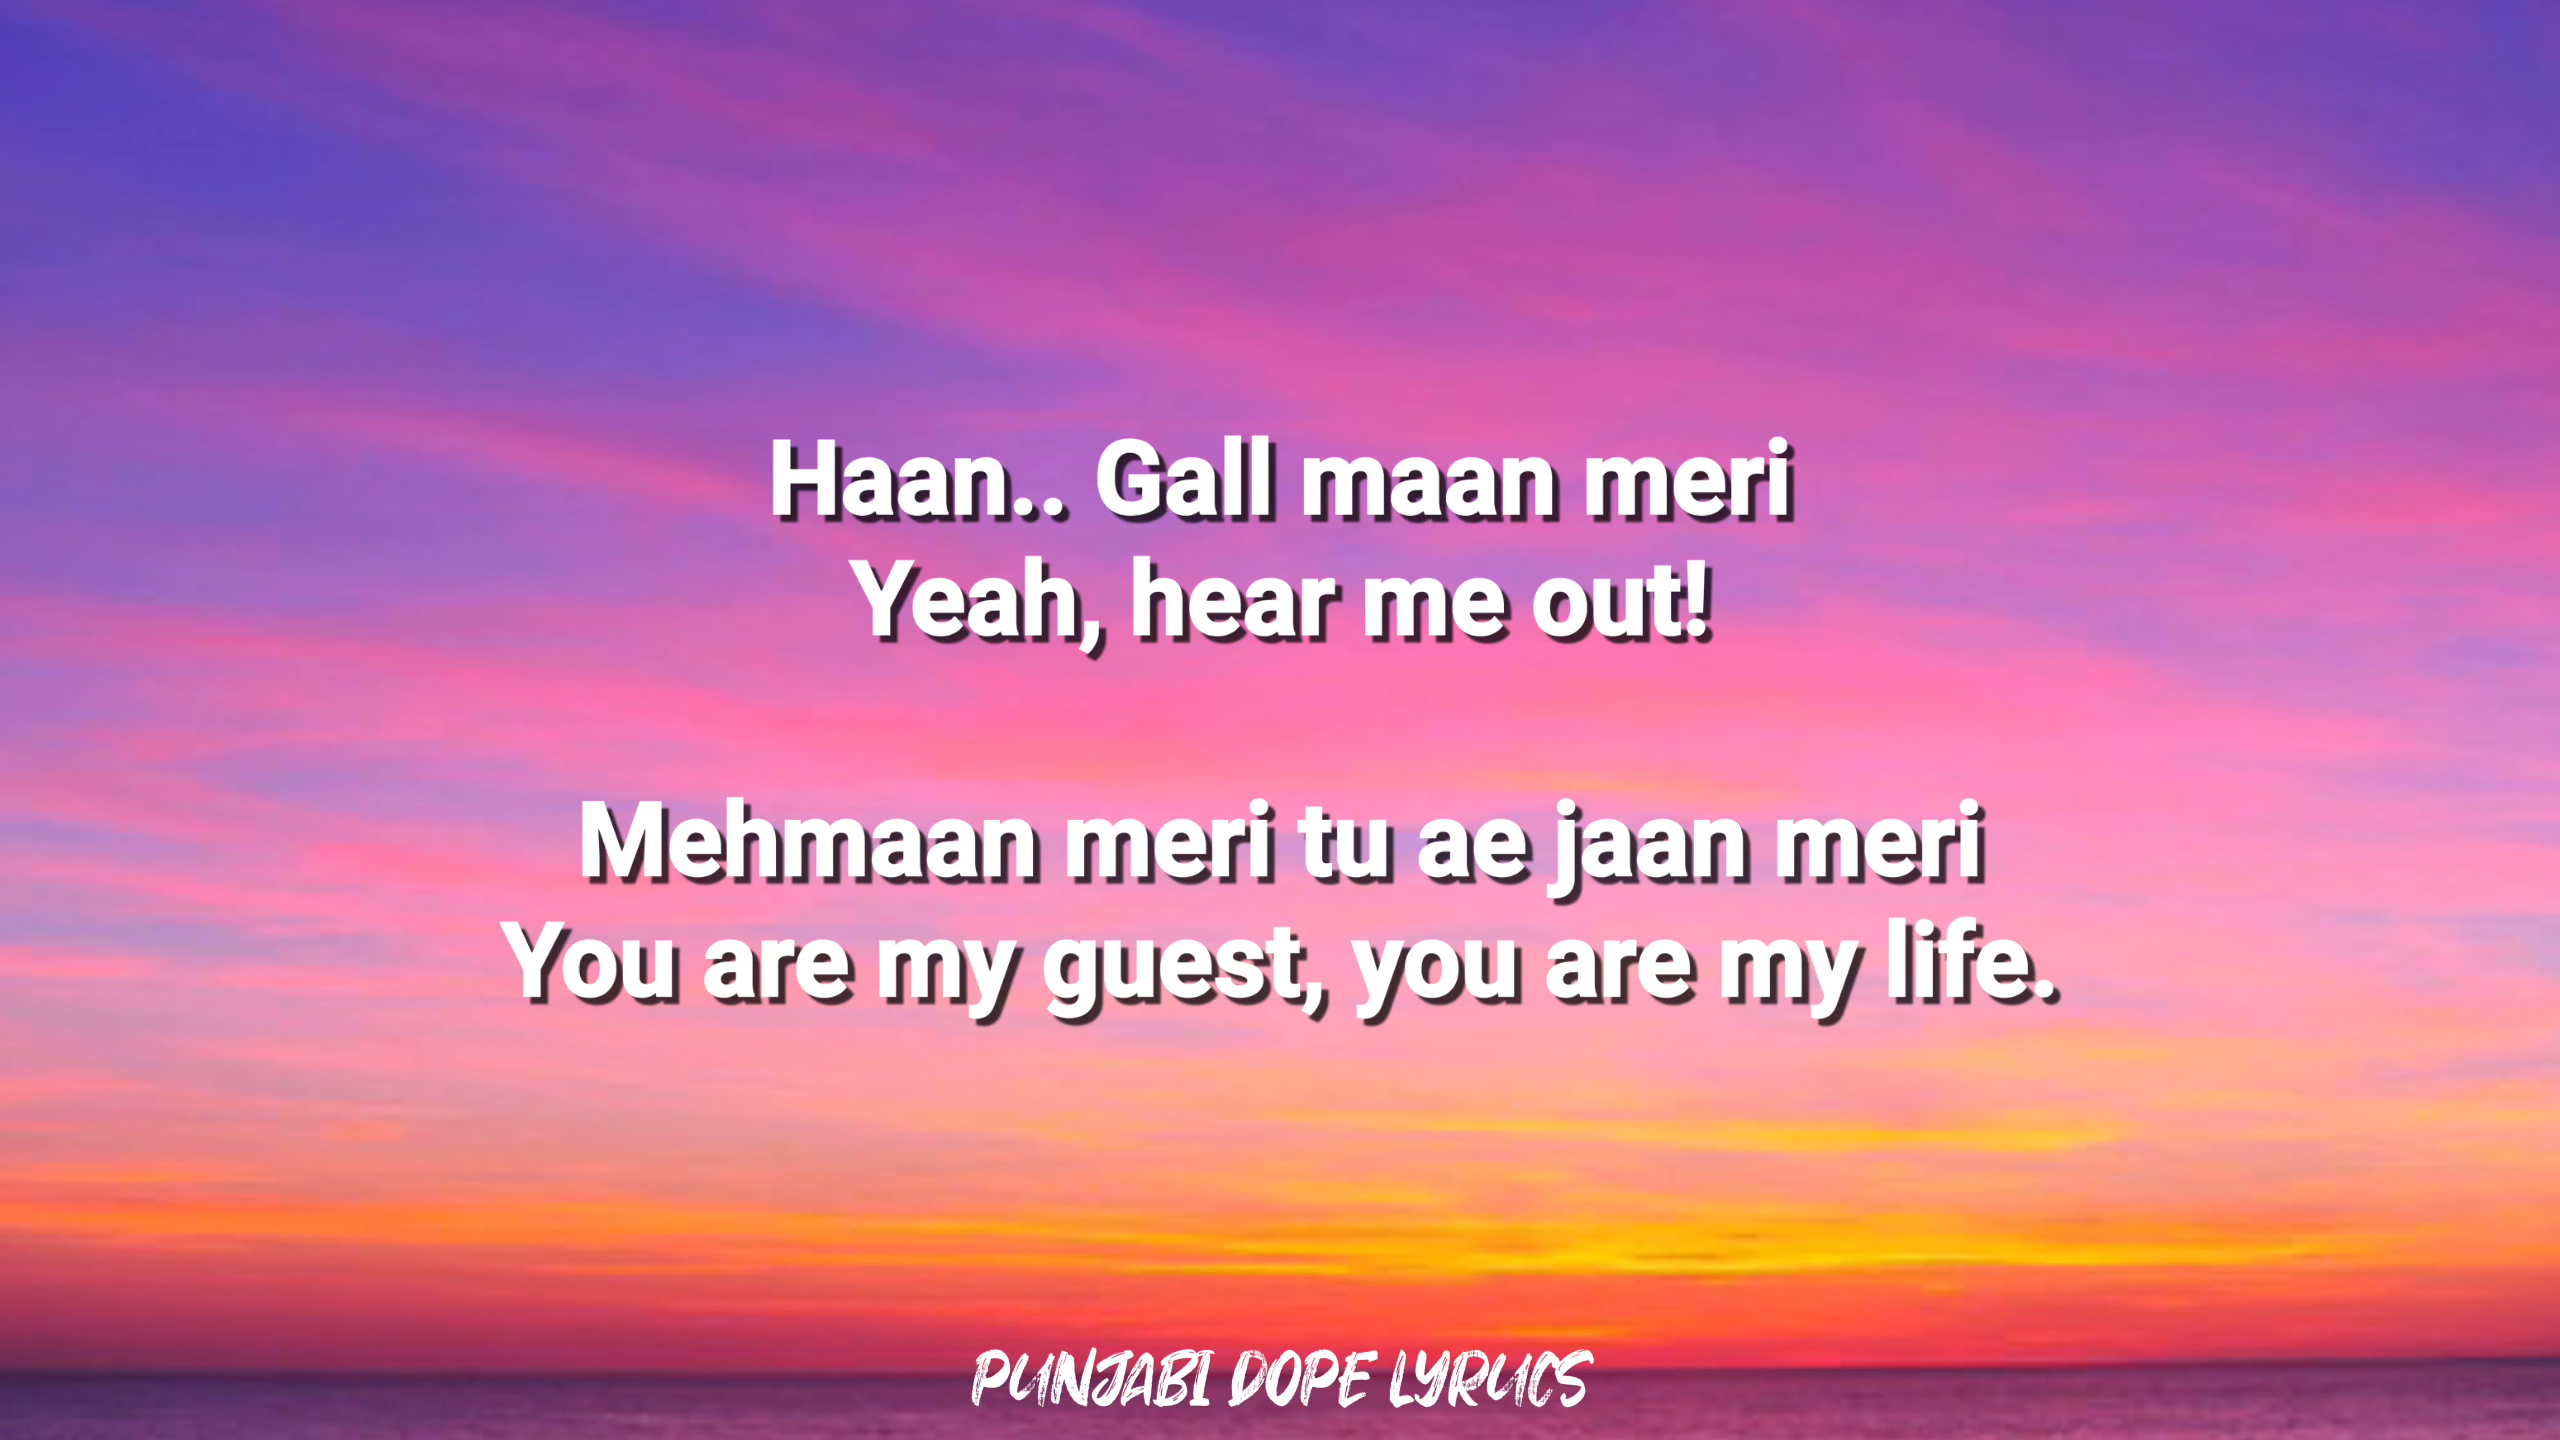 Haan.. Gall maan meri
Yeah, hear me out!
Mehmaan meri tu ae jaan meri
You are my guest, you are my life.
PUNJABI DOPE LYRICS